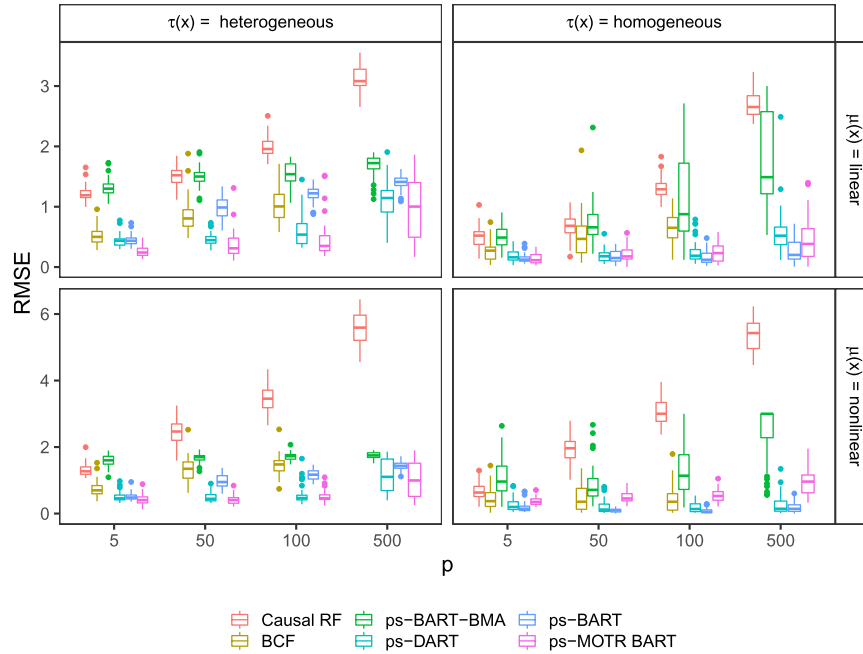 τ(x) = heterogeneous
τ(x) = homogeneous
μ(x) = linear
μ(x) = nonlinear
RMSE
3
2
1
0
6
4
2
0
5
50
100
500
5
50
100
500
p
Causal RF
ps−BART−BMA
ps−BART
BCF
ps−DART
ps−MOTR BART